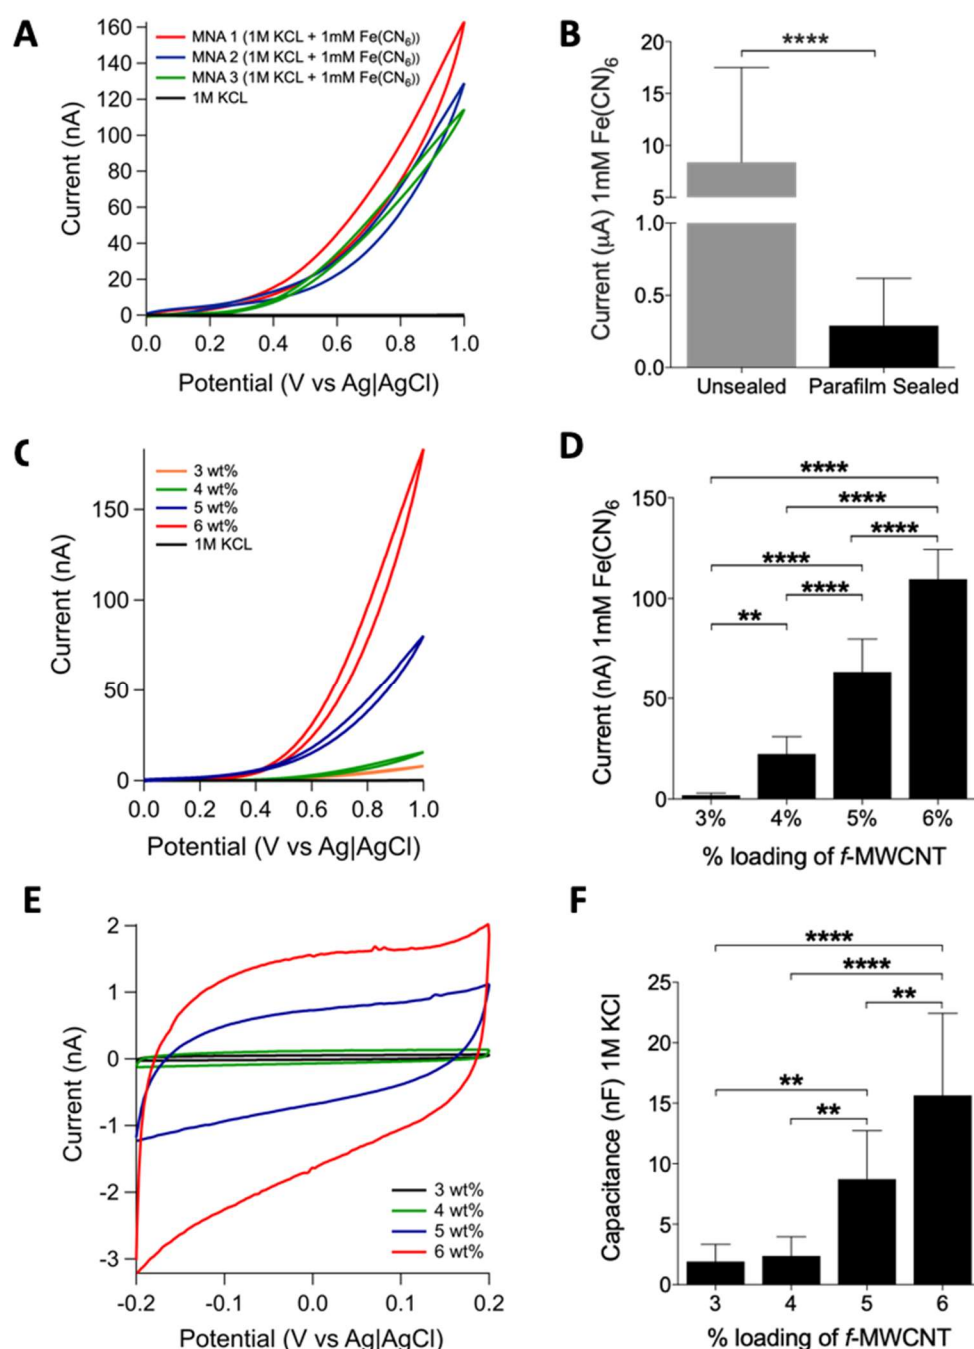 A
160
140
120
100
80
60
40
20
0
Current (nA)
MNA 1 (1M KCL + 1mM Fe(CN₆))
MNA 2 (1M KCL + 1mM Fe(CN₆))
MNA 3 (1M KCL + 1mM Fe(CN₆))
1M KCL
0.0 0.2 0.4 0.6 0.8 1.0
Potential (V vs Ag|AgCl)
B
****
20
15
10
5
1.0
0.5
0.0
Current (µA) 1mM Fe(CN)₆
Unsealed Parafilm Sealed
C
150
100
50
0
Current (nA)
3 wt%
4 wt%
5 wt%
6 wt%
1M KCL
0.0 0.2 0.4 0.6 0.8 1.0
Potential (V vs Ag|AgCl)
D
****
****
****
****
****
**
150
100
50
0
Current (nA) 1mM Fe(CN)₆
3% 4% 5% 6%
% loading of f-MWCNT
E
2
1
0
-1
-2
-3
Current (nA)
3 wt%
4 wt%
5 wt%
6 wt%
-0.2 -0.1 0.0 0.1 0.2
Potential (V vs Ag|AgCl)
F
****
****
**
**
**
25
20
15
10
5
0
Capacitance (nF) 1M KCl
3 4 5 6
% loading of f-MWCNT